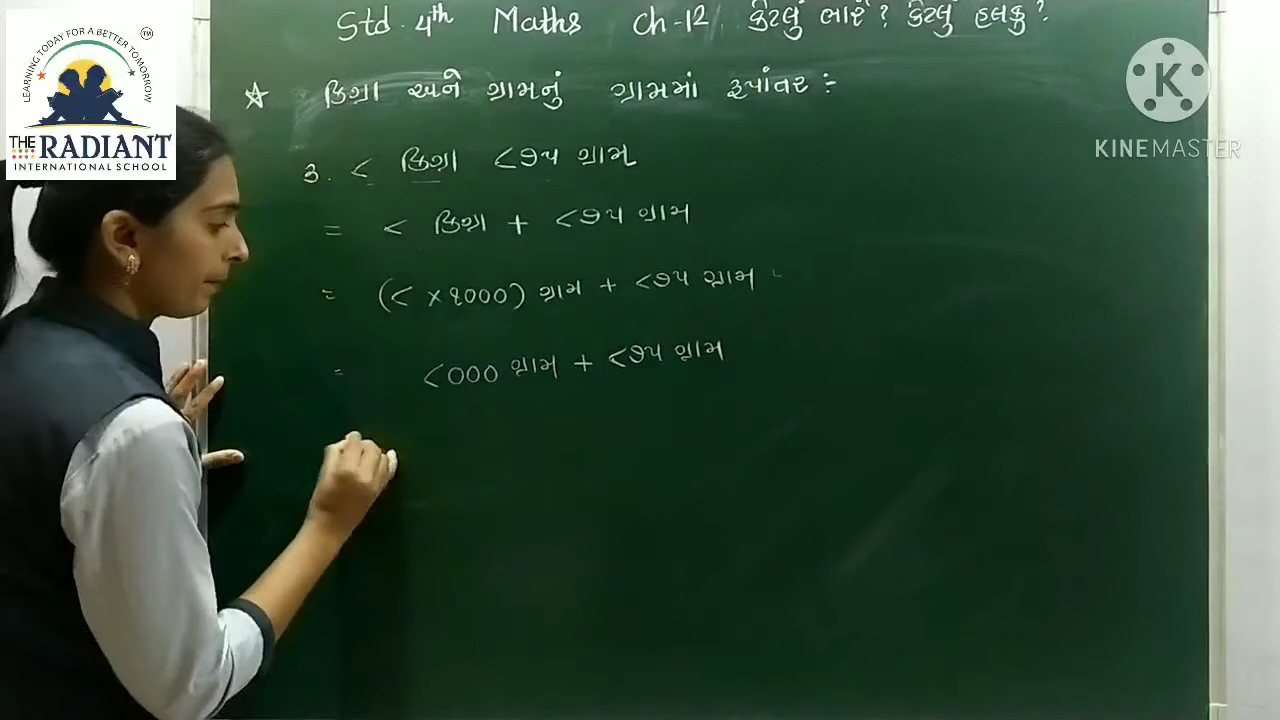 LEARNING TODAY FOR A BETTER TOMORROW
TM
THE RADIANT
INTERNATIONAL SCHOOL
K
KINEMASTER
Std. 4th Maths Ch-12 કેટલું ભારે? કેટલું હલકું?
☆ કિગ્રા અને ગ્રામનું ગ્રામમાં રૂપાંતર :-
૩. ૮ કિગ્રા ૮૭૫ ગ્રામ
= ૮ કિગ્રા + ૮૭૫ ગ્રામ
= (૮ × ૧૦૦૦) ગ્રામ + ૮૭૫ ગ્રામ
= ૮૦૦૦ ગ્રામ + ૮૭૫ ગ્રામ